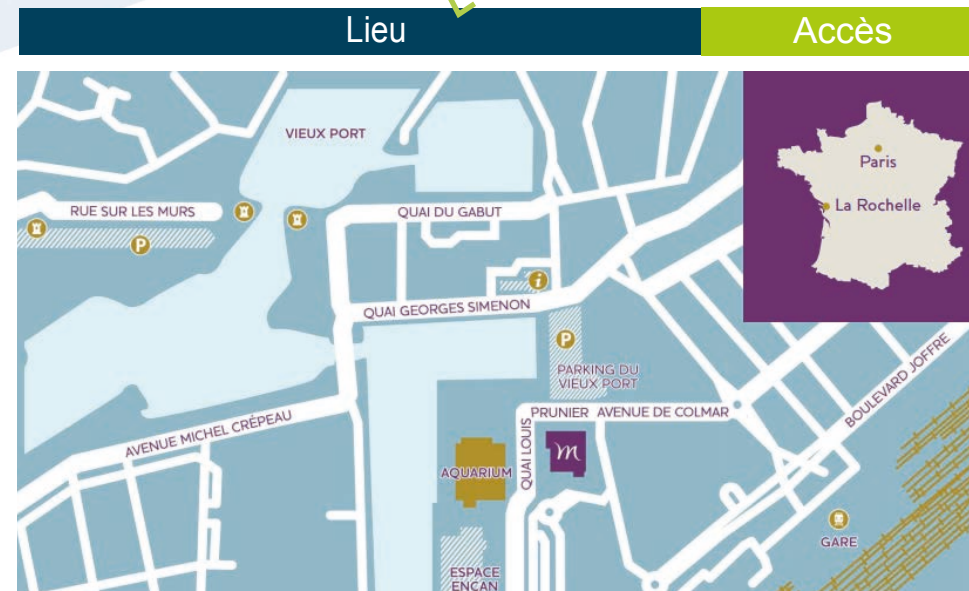 Lieu
Accès
VIEUX PORT
Paris
La Rochelle
RUE SUR LES MURS
QUAI DU GABUT
P
i
QUAI GEORGES SIMENON
P
PARKING DU
VIEUX PORT
BOULEVARD JOFFRE
PRUNIER AVENUE DE COLMAR
AVENUE MICHEL CRÉPEAU
QUAI LOUIS
m
AQUARIUM
GARE
ESPACE
ENCAN